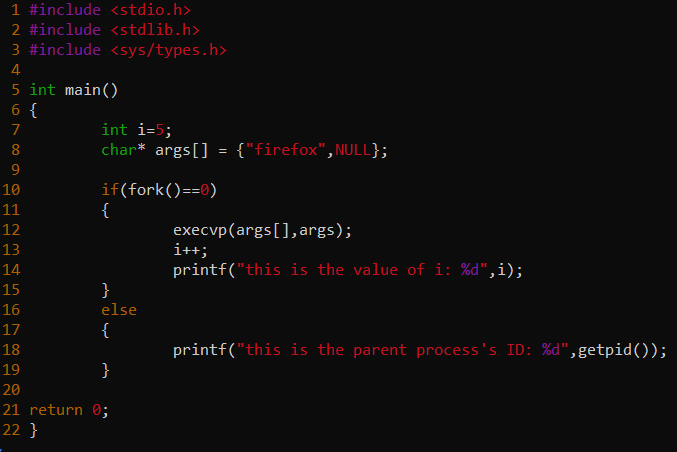 1 #include <stdio.h>
2 #include <stdlib.h>
3 #include <sys/types.h>
4
5 int main()
6 {
7         int i=5;
8         char* args[] = {"firefox",NULL};
9
10         if(fork()==0)
11         {
12                 execvp(args[],args);
13                 i++;
14                 printf("this is the value of i: %d",i);
15         }
16         else
17         {
18                 printf("this is the parent process's ID: %d",getpid());
19         }
20
21 return 0;
22 }